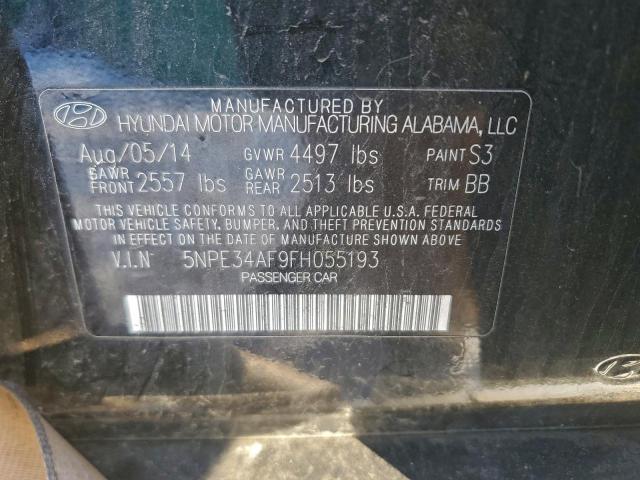 MANUFACTURED BY
HYUNDAI MOTOR MANUFACTURING ALABAMA, LLC
Aug/05/14 GVWR 4497 lbs PAINT S3
GAWR FRONT 2557 lbs GAWR REAR 2513 lbs TRIM BB
THIS VEHICLE CONFORMS TO ALL APPLICABLE U.S.A. FEDERAL
MOTOR VEHICLE SAFETY, BUMPER, AND THEFT PREVENTION STANDARDS
IN EFFECT ON THE DATE OF MANUFACTURE SHOWN ABOVE.
V.I.N 5NPE34AF9FH055193
PASSENGER CAR